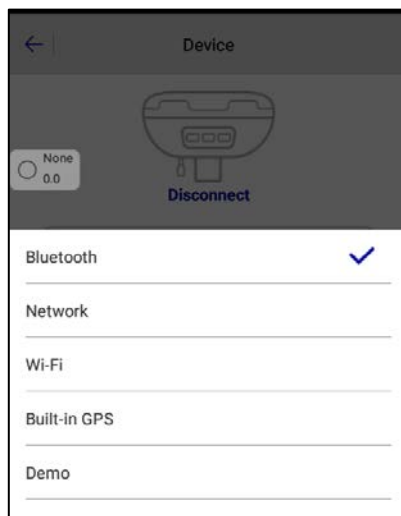 Device
None
0.0
Disconnect
Bluetooth
Network
Wi-Fi
Built-in GPS
Demo